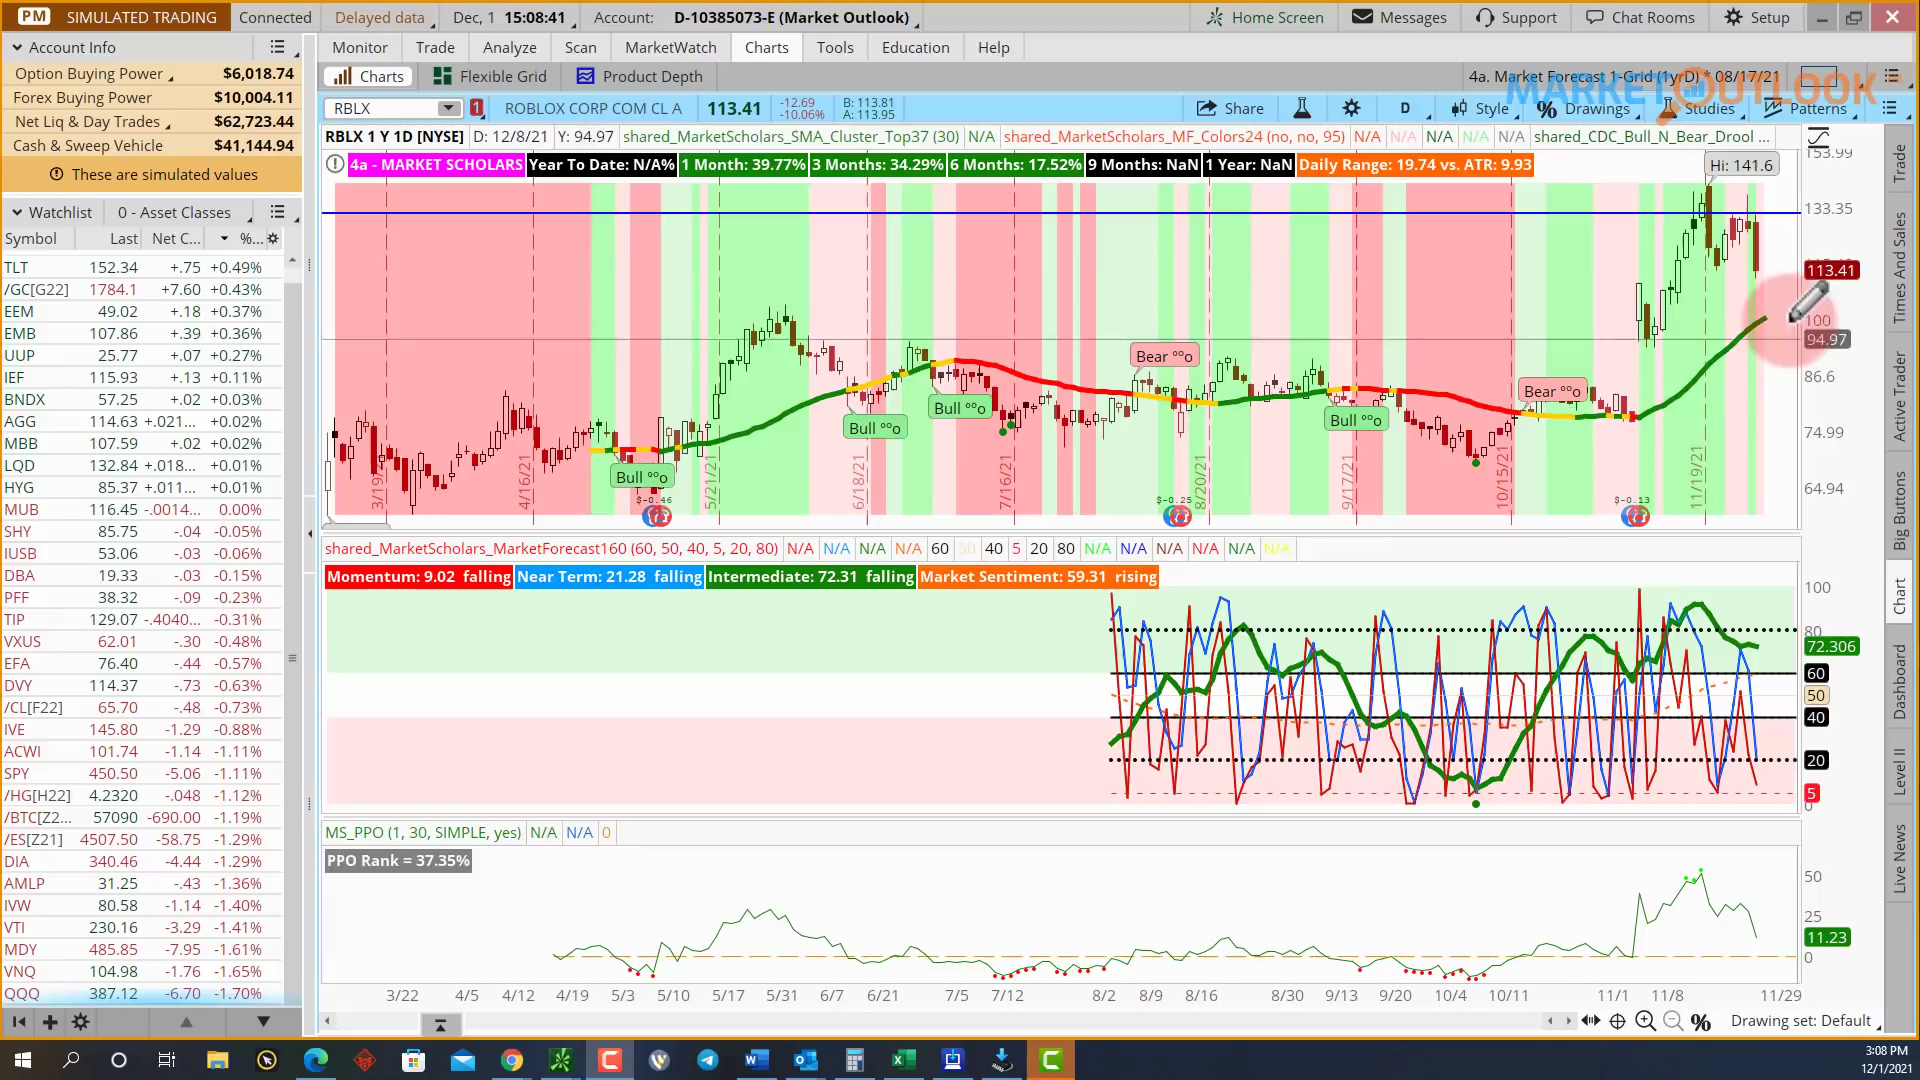 PM SIMULATED TRADING Connected Delayed data Dec, 1 15:08:41 Account: D-10385073-E (Market Outlook) Home Screen Messages Support Chat Rooms Setup
Account Info
Option Buying Power $6,018.74
Forex Buying Power $10,004.11
Net Liq & Day Trades $62,723.44
Cash & Sweep Vehicle $41,144.94
These are simulated values
Watchlist 0 - Asset Classes
Symbol Last Net C... %...
TLT 152.34 +.75 +0.49%
/GC[G22] 1784.1 +7.60 +0.43%
EEM 49.02 +.18 +0.37%
EMB 107.86 +.39 +0.36%
UUP 25.77 +.07 +0.27%
IEF 115.93 +.13 +0.11%
BNDX 57.25 +.02 +0.03%
AGG 114.63 +.021... +0.02%
MBB 107.59 +.02 +0.02%
LQD 132.84 +.018... +0.01%
HYG 85.37 +.011... +0.01%
MUB 116.45 -.0014... 0.00%
SHY 85.75 -.04 -0.05%
IUSB 53.06 -.03 -0.06%
DBA 19.33 -.03 -0.15%
PFF 38.32 -.09 -0.23%
TIP 129.07 -.4040... -0.31%
VXUS 62.01 -.30 -0.48%
EFA 76.40 -.44 -0.57%
DVY 114.37 -.73 -0.63%
/CL[F22] 65.70 -.48 -0.73%
IVE 145.80 -1.29 -0.88%
ACWI 101.74 -1.14 -1.11%
SPY 450.50 -5.06 -1.11%
/HG[H22] 4.2320 -.048 -1.12%
/BTC[Z2... 57090 -690.00 -1.19%
/ES[Z21] 4507.50 -58.75 -1.29%
DIA 340.46 -4.44 -1.29%
AMLP 31.25 -.43 -1.36%
IVW 80.58 -1.14 -1.40%
VTI 230.16 -3.29 -1.41%
MDY 485.85 -7.95 -1.61%
VNQ 104.98 -1.76 -1.65%
QQQ 387.12 -6.70 -1.70%
Monitor Trade Analyze Scan MarketWatch Charts Tools Education Help
Charts Flexible Grid Product Depth 4a. Market Forecast 1-Grid (1yrD) * 08/17/21
MARKET OUTLOOK
RBLX 1 ROBLOX CORP COM CL A 113.41 -12.69 -10.06% B: 113.81 A: 113.95 Share D Style Drawings Studies Patterns
RBLX 1 Y 1D [NYSE] D: 12/8/21 Y: 94.97 shared_MarketScholars_SMA_Cluster_Top37 (30) N/A shared_MarketScholars_MF_Colors24 (no, no, 95) N/A N/A N/A N/A N/A shared_CDC_Bull_N_Bear_Drool ...
4a - MARKET SCHOLARS Year To Date: N/A% 1 Month: 39.77% 3 Months: 34.29% 6 Months: 17.52% 9 Months: NaN 1 Year: NaN Daily Range: 19.74 vs. ATR: 9.93
Hi: 141.6
153.99
133.35
113.41
100
94.97
86.6
74.99
64.94
Bear °°o
Bear °°o
Bull °°o
Bull °°o
Bull °°o
Bull °°o
3/19/ 4/16/21 5/21/21 6/18/21 7/16/21 8/20/21 9/17/21 10/15/21 11/19/21
$-0.46 $-0.25 $-0.13
shared_MarketScholars_MarketForecast160 (60, 50, 40, 5, 20, 80) N/A N/A N/A N/A 60 50 40 5 20 80 N/A N/A N/A N/A N/A N/A
Momentum: 9.02 falling Near Term: 21.28 falling Intermediate: 72.31 falling Market Sentiment: 59.31 rising
100
80
72.306
60
50
40
20
5
0
MS_PPO (1, 30, SIMPLE, yes) N/A N/A 0
PPO Rank = 37.35%
50
25
11.23
0
3/22 4/5 4/12 4/19 5/3 5/10 5/17 5/31 6/7 6/21 7/5 7/12 8/2 8/9 8/16 8/30 9/13 9/20 10/4 10/11 11/1 11/8 11/29
Drawing set: Default
Trade
Times And Sales
Active Trader
Big Buttons
Chart
Dashboard
Level II
Live News
3:08 PM
12/1/2021